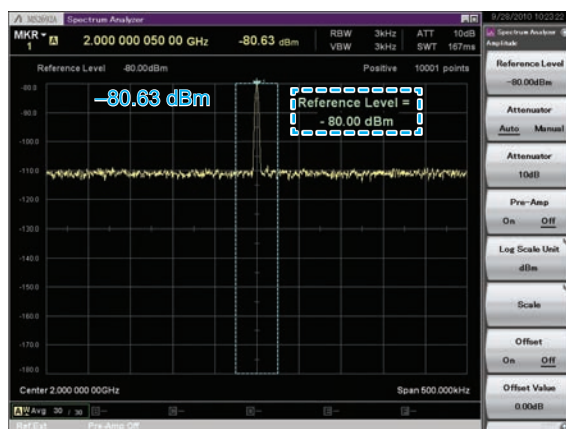 MS2692A Spectrum Analyzer
9/28/2010 10:23:22
MKR 1 A 2.000 000 050 00 GHz -80.63 dBm
RBW 3kHz ATT 10dB
VBW 3kHz SWT 167ms
Reference Level -80.00dBm Positive 10001 points
–80.63 dBm
Reference Level =
- 80.00 dBm
-80.0
-90.0
-100.0
-110.0
-120.0
-130.0
-140.0
-150.0
-160.0
-170.0
-180.0
Center 2.000 000 00GHz Span 500.000kHz
A W Avg 30 / 30
Ref.Ext Pre-Amp Off
Spectrum Analyzer
Amplitude
Reference Level
-80.00dBm
Attenuator
Auto Manual
Attenuator
10dB
Pre-Amp
On Off
Log Scale Unit
dBm
Scale
Offset
On Off
Offset Value
0.00dB